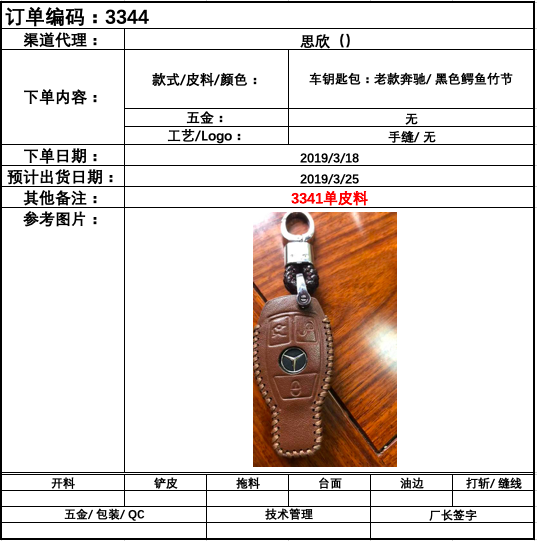 订单编码：3344
渠道代理：
思欣（）
下单内容：
款式/皮料/颜色：
车钥匙包：老款奔驰/ 黑色鳄鱼竹节
五金：
无
工艺/Logo：
手缝/ 无
下单日期：
2019/3/18
预计出货日期：
2019/3/25
其他备注：
3341单皮料
参考图片：
开料
铲皮
拖料
台面
油边
打斩/ 缝线
五金/ 包装/ QC
技术管理
厂长签字